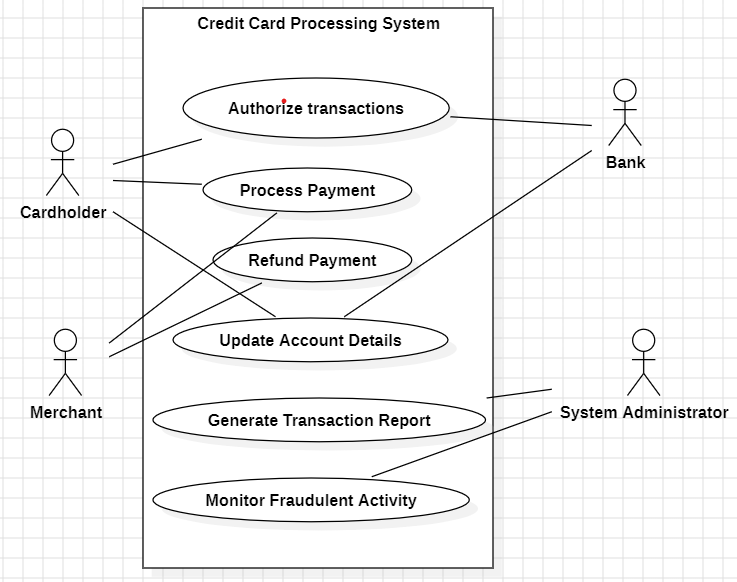 Credit Card Processing System
Authorize transactions
Bank
Process Payment
Cardholder
Refund Payment
Update Account Details
Merchant
Generate Transaction Report
System Administrator
Monitor Fraudulent Activity